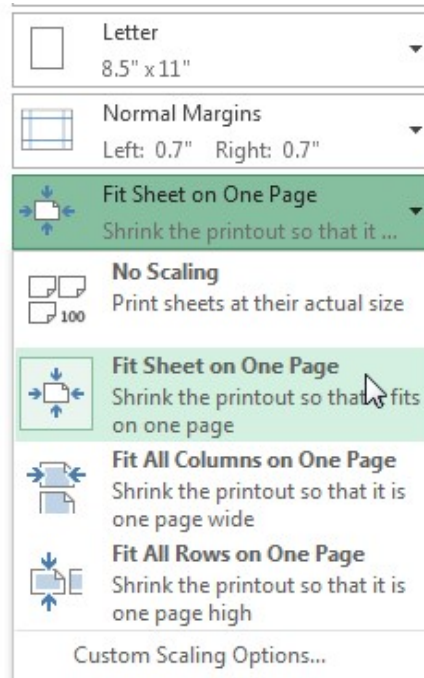 Letter
8.5" x 11"
Normal Margins
Left: 0.7" Right: 0.7"
Fit Sheet on One Page
Shrink the printout so that it ...
No Scaling
Print sheets at their actual size
100
Fit Sheet on One Page
Shrink the printout so that it fits
on one page
Fit All Columns on One Page
Shrink the printout so that it is
one page wide
Fit All Rows on One Page
Shrink the printout so that it is
one page high
Custom Scaling Options...